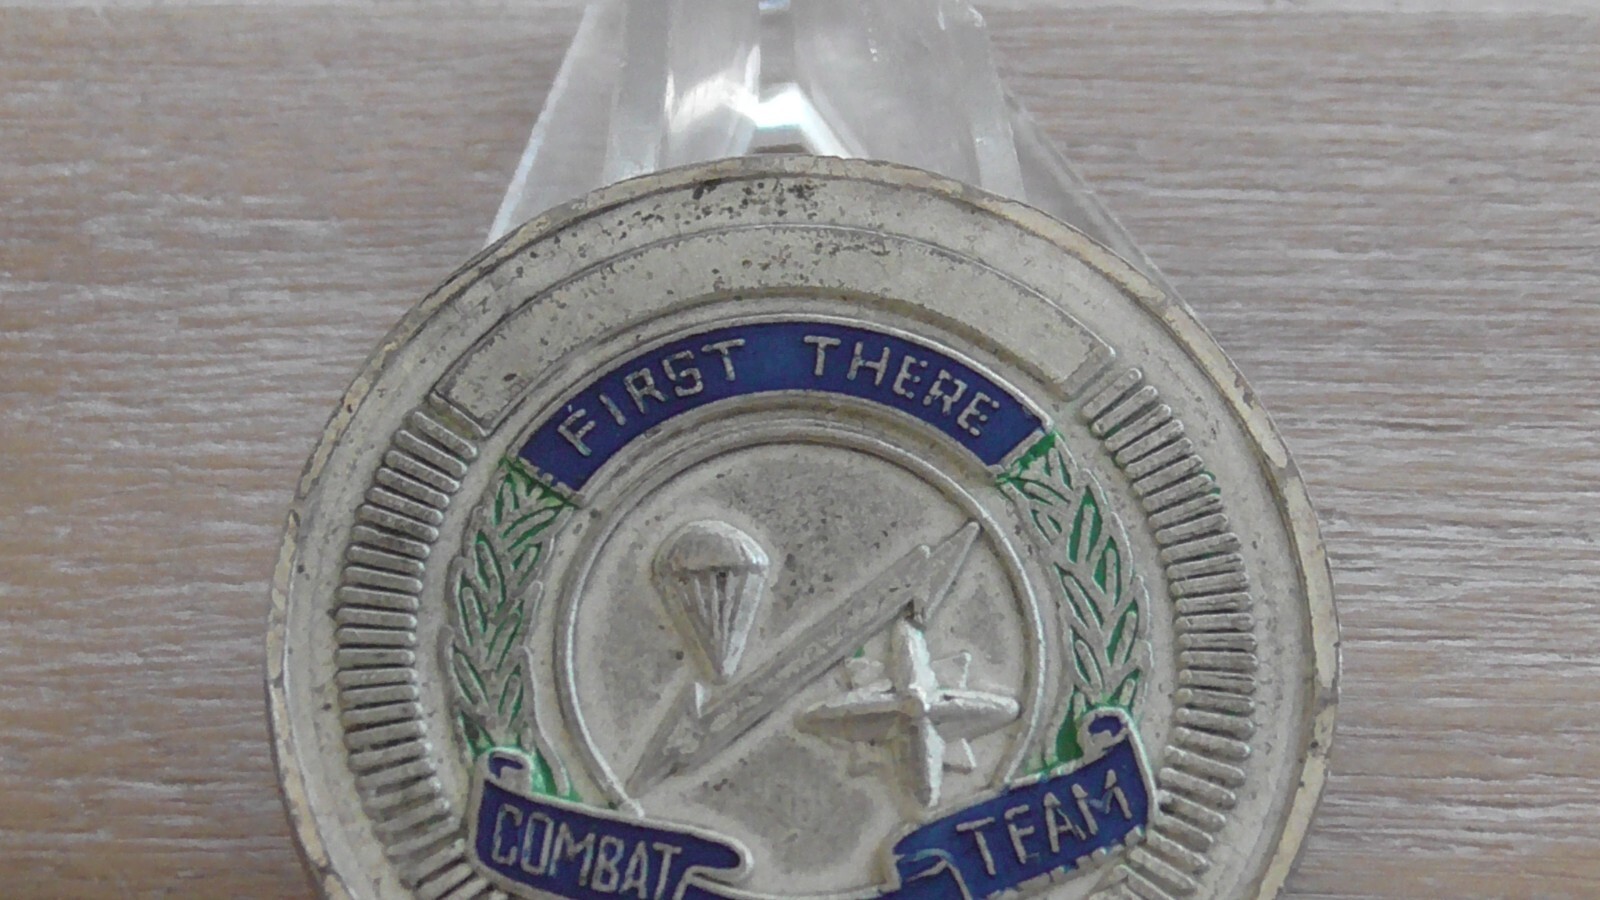 FIRST THERE
COMBAT
TEAM